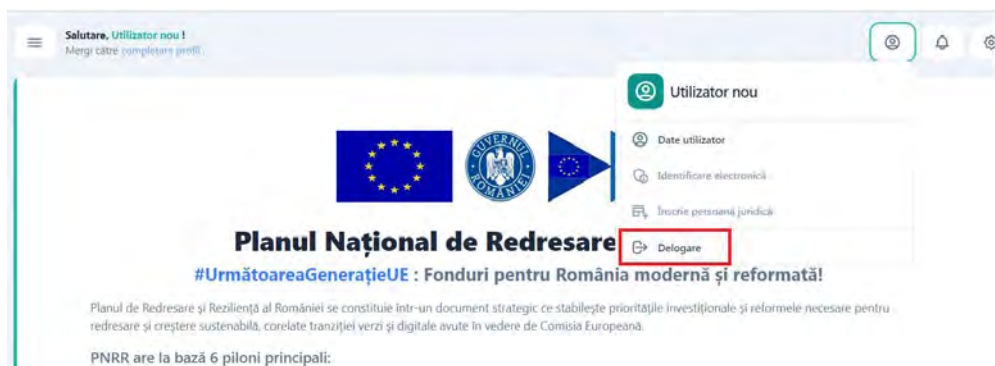 Salutare, Utilizator nou !
Mergi către completare profil
Utilizator nou
Date utilizator
Identificare electronică
Înscrie persoană juridică
Delogare
GUVERNUL
ROMÂNIEI
Planul Național de Redresare
#UrmătoareaGenerațieUE : Fonduri pentru România modernă și reformată!
Planul de Redresare și Reziliență al României se constituie într-un document strategic ce stabilește prioritățile investiționale și reformele necesare pentru
redresare și creștere sustenabilă, corelate tranziției verzi și digitale avute în vedere de Comisia Europeană.
PNRR are la bază 6 piloni principali: